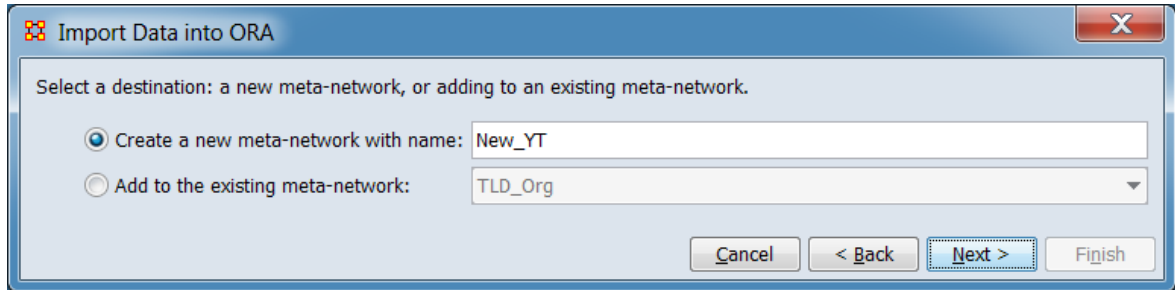 Import Data into ORA
X
Select a destination: a new meta-network, or adding to an existing meta-network.
Create a new meta-network with name: New_YT
Add to the existing meta-network: TLD_Org
Cancel < Back Next > Finish